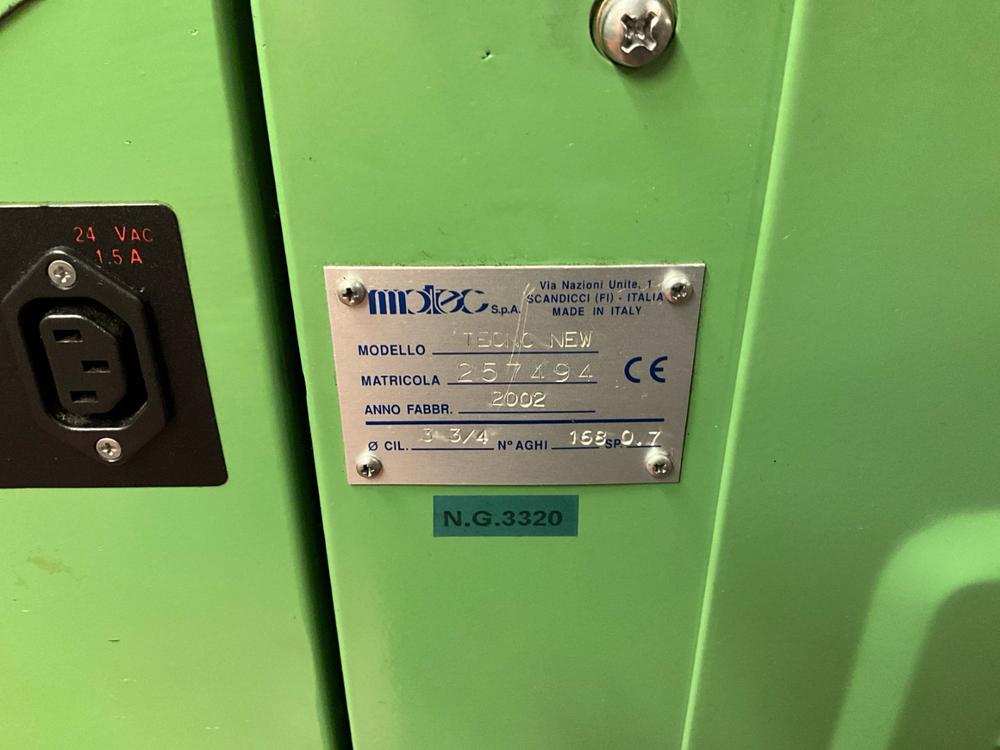 24 VAC
1.5 A
matec S.p.A.
Via Nazioni Unite, 1
SCANDICCI (FI) - ITALIA
MADE IN ITALY
MODELLO TECNO NEW
MATRICOLA 257494
CE
ANNO FABBR. 2002
Ø CIL. 3 3/4 N° AGHI 168 SP. 0.7
N.G.3320